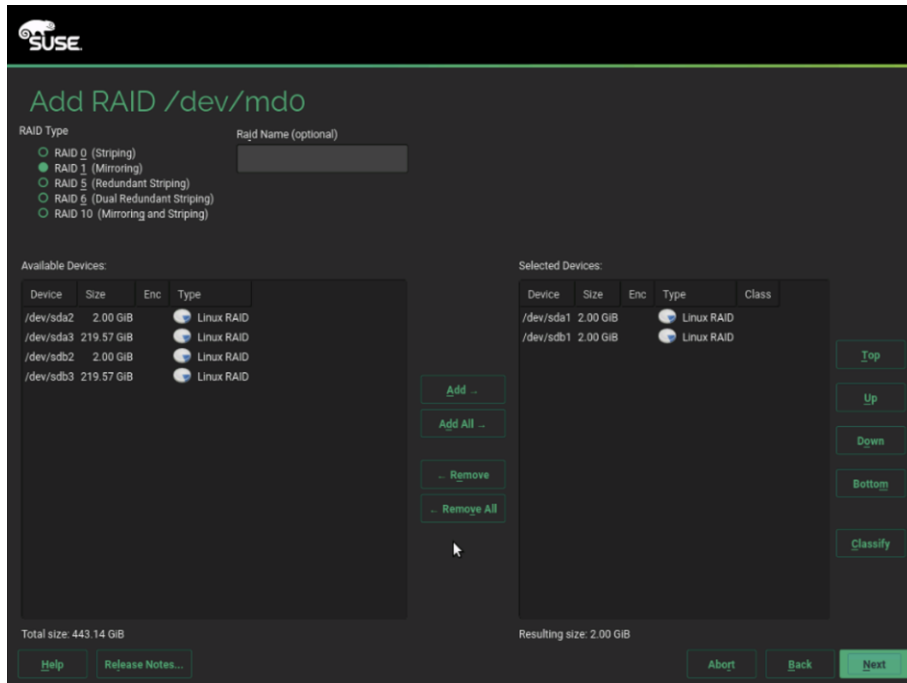 SUSE.
Add RAID /dev/md0
RAID Type
RAID 0 (Striping)
RAID 1 (Mirroring)
RAID 5 (Redundant Striping)
RAID 6 (Dual Redundant Striping)
RAID 10 (Mirroring and Striping)
Raid Name (optional)
Available Devices:
Device Size Enc Type
/dev/sda2 2.00 GiB Linux RAID
/dev/sda3 219.57 GiB Linux RAID
/dev/sdb2 2.00 GiB Linux RAID
/dev/sdb3 219.57 GiB Linux RAID
Total size: 443.14 GiB
Add →
Add All →
← Remove
← Remove All
Selected Devices:
Device Size Enc Type Class
/dev/sda1 2.00 GiB Linux RAID
/dev/sdb1 2.00 GiB Linux RAID
Resulting size: 2.00 GiB
Top
Up
Down
Bottom
Classify
Help
Release Notes...
Abort
Back
Next